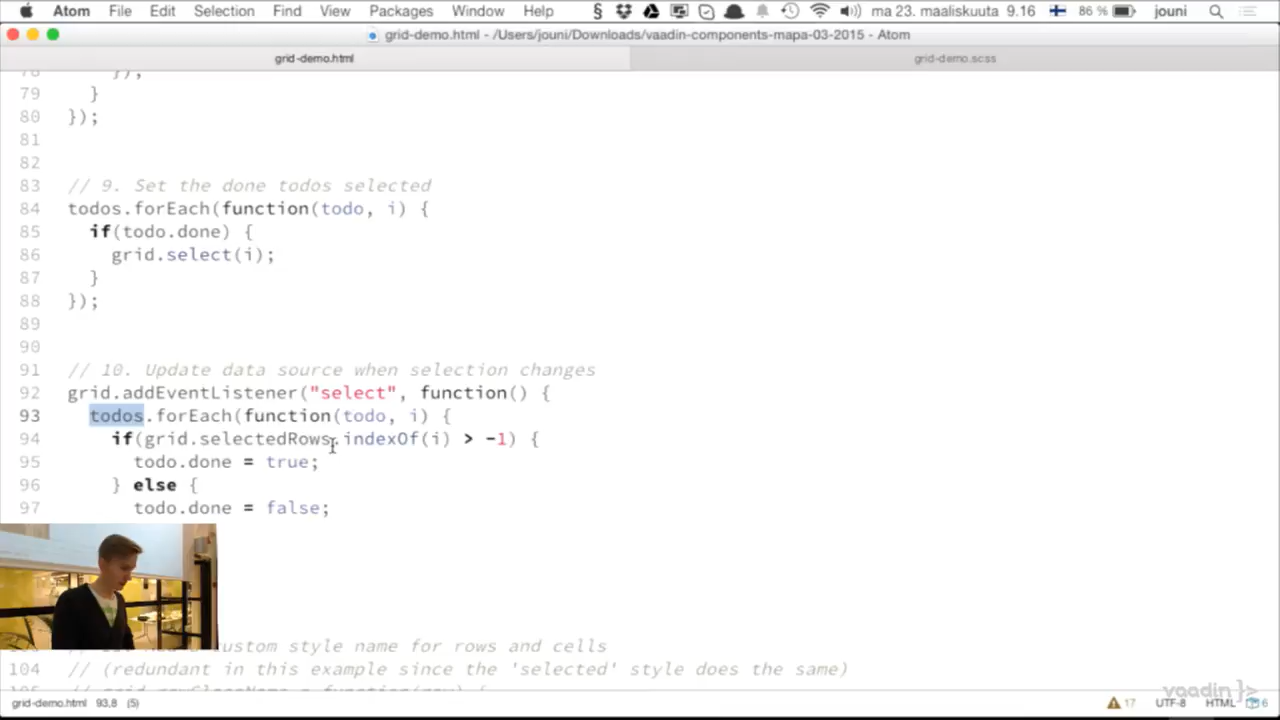 Atom File Edit Selection Find View Packages Window Help § ma 23. maaliskuuta 9.16 86 % jouni
grid-demo.html - /Users/jouni/Downloads/vaadin-components-mapa-03-2015 - Atom
grid-demo.html grid-demo.scss
78 });
79 }
80 });
81
82
83 // 9. Set the done todos selected
84 todos.forEach(function(todo, i) {
85 if(todo.done) {
86 grid.select(i);
87 }
88 });
89
90
91 // 10. Update data source when selection changes
92 grid.addEventListener("select", function() {
93 todos.forEach(function(todo, i) {
94 if(grid.selectedRows.indexOf(i) > -1) {
95 todo.done = true;
96 } else {
97 todo.done = false;
custom style name for rows and cells
104 // (redundant in this example since the 'selected' style does the same)
grid-demo.html 93,8 (5) 17 UTF-8 HTML 6
vaadin }>